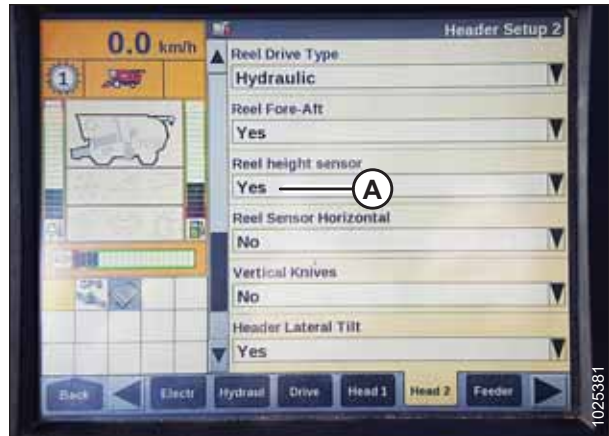 0.0 km/h
Header Setup 2
1
Reel Drive Type
Hydraulic
Reel Fore-Aft
Yes
Reel height sensor
Yes
A
Reel Sensor Horizontal
No
Vertical Knives
No
Header Lateral Tilt
Yes
GPS
Back
Electr
Hydraul
Drive
Head 1
Head 2
Feeder
1025381